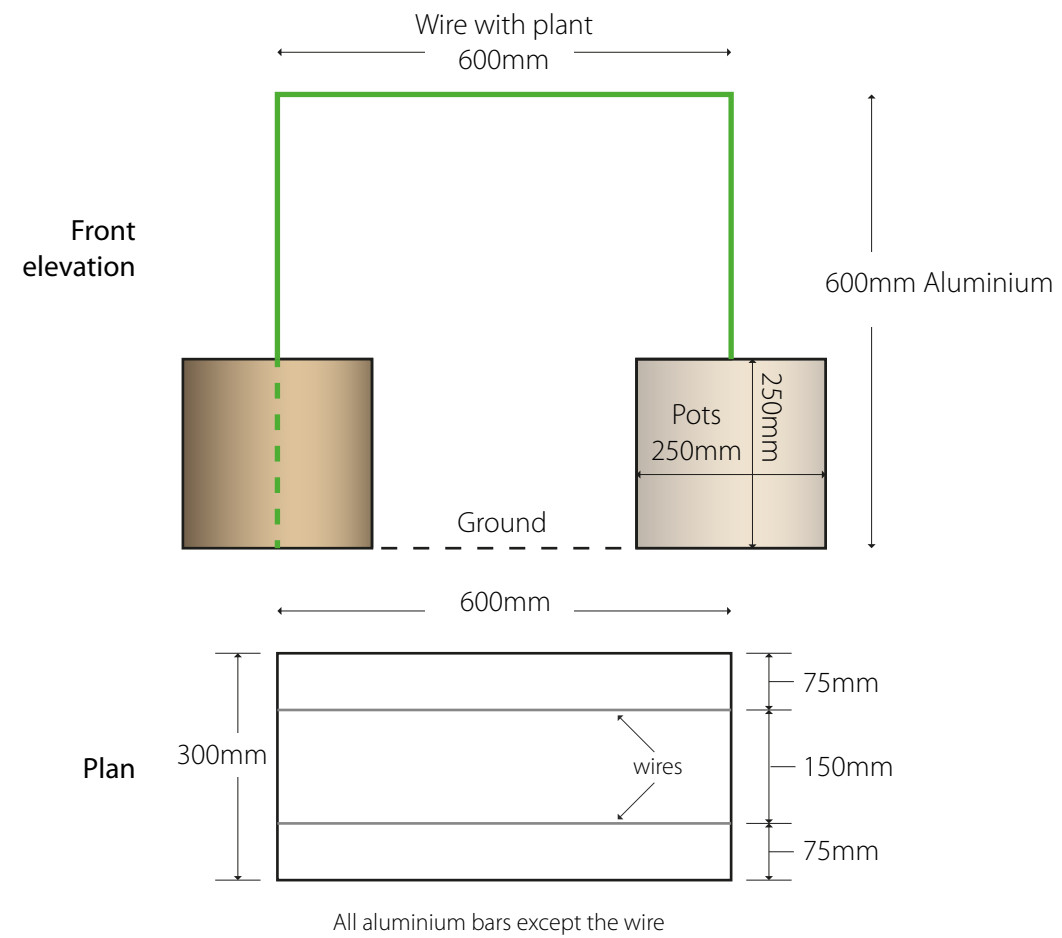 Wire with plant
600mm
Front
elevation
600mm Aluminium
Pots
250mm
250mm
Ground
600mm
Plan
300mm
wires
75mm
150mm
75mm
All aluminium bars except the wire